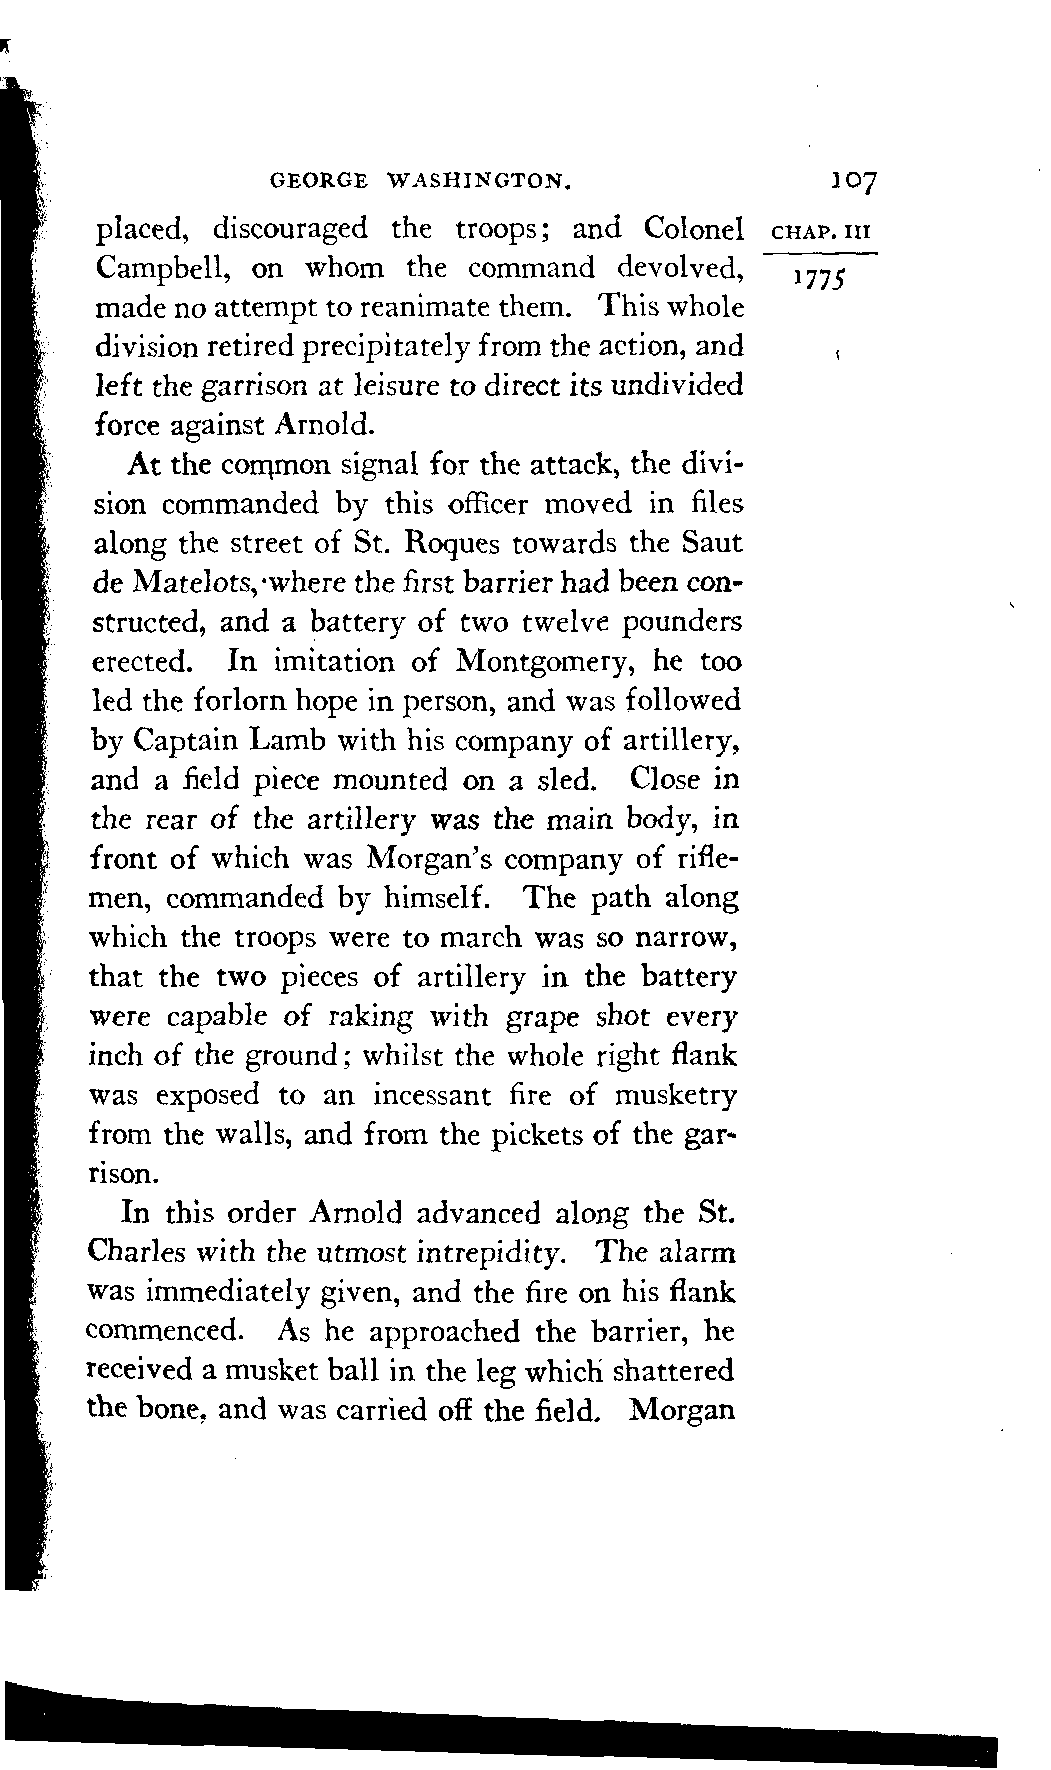 GEORGE WASHINGTON. 107
placed, discouraged the troops; and Colonel CHAP. III
Campbell, on whom the command devolved, 1775
made no attempt to reanimate them. This whole
division retired precipitately from the action, and
left the garrison at leisure to direct its undivided
force against Arnold.
At the common signal for the attack, the divi-
sion commanded by this officer moved in files
along the street of St. Roques towards the Saut
de Matelots, where the first barrier had been con-
structed, and a battery of two twelve pounders
erected. In imitation of Montgomery, he too
led the forlorn hope in person, and was followed
by Captain Lamb with his company of artillery,
and a field piece mounted on a sled. Close in
the rear of the artillery was the main body, in
front of which was Morgan's company of rifle-
men, commanded by himself. The path along
which the troops were to march was so narrow,
that the two pieces of artillery in the battery
were capable of raking with grape shot every
inch of the ground; whilst the whole right flank
was exposed to an incessant fire of musketry
from the walls, and from the pickets of the gar-
rison.
In this order Arnold advanced along the St.
Charles with the utmost intrepidity. The alarm
was immediately given, and the fire on his flank
commenced. As he approached the barrier, he
received a musket ball in the leg which shattered
the bone, and was carried off the field. Morgan